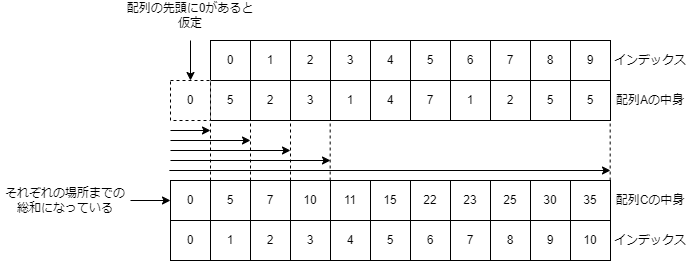 配列の先頭に0があると
仮定
0 1 2 3 4 5 6 7 8 9 インデックス
0 5 2 3 1 4 7 1 2 5 5 配列Aの中身
それぞれの場所までの
総和になっている
0 5 7 10 11 15 22 23 25 30 35 配列Cの中身
0 1 2 3 4 5 6 7 8 9 10 インデックス